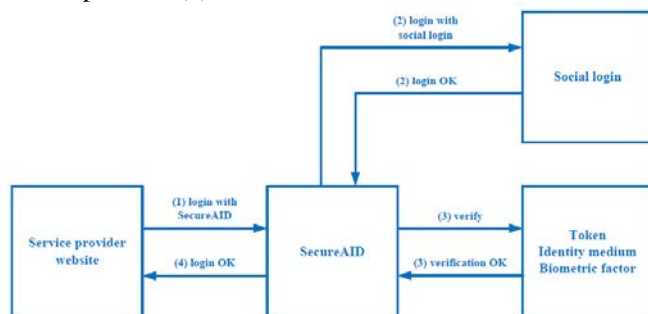 (2) login with
social login
Social login
(2) login OK
(1) login with
SecureAID
(3) verify
Service provider
website
SecureAID
Token
Identity medium
Biometric factor
(4) login OK
(3) verification OK